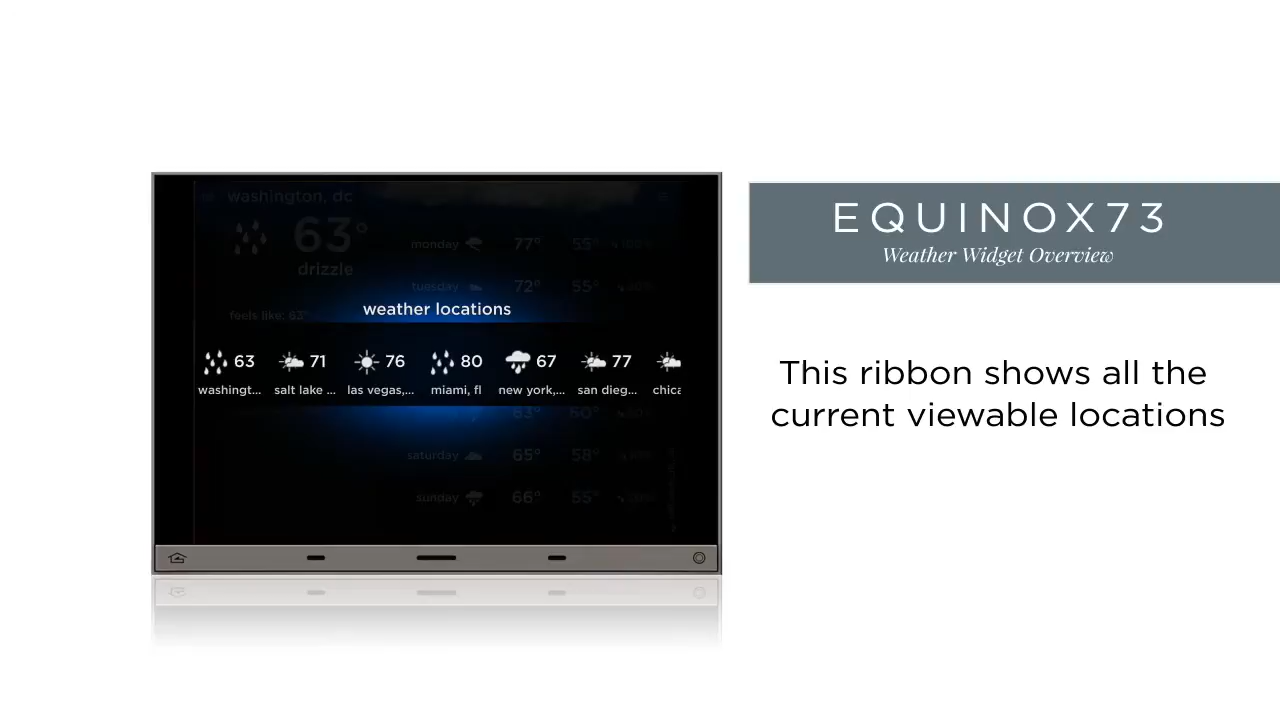 washington, dc
63°
drizzle
feels like: 63°
monday 77° 55°
tuesday 72° 55°
weather locations
63 71 76 80 67 77
washingt... salt lake ... las vegas,... miami, fl new york,... san dieg... chica
63° 60°
saturday 65° 58°
sunday 66° 55°
EQUINOX73
Weather Widget Overview
This ribbon shows all the
current viewable locations